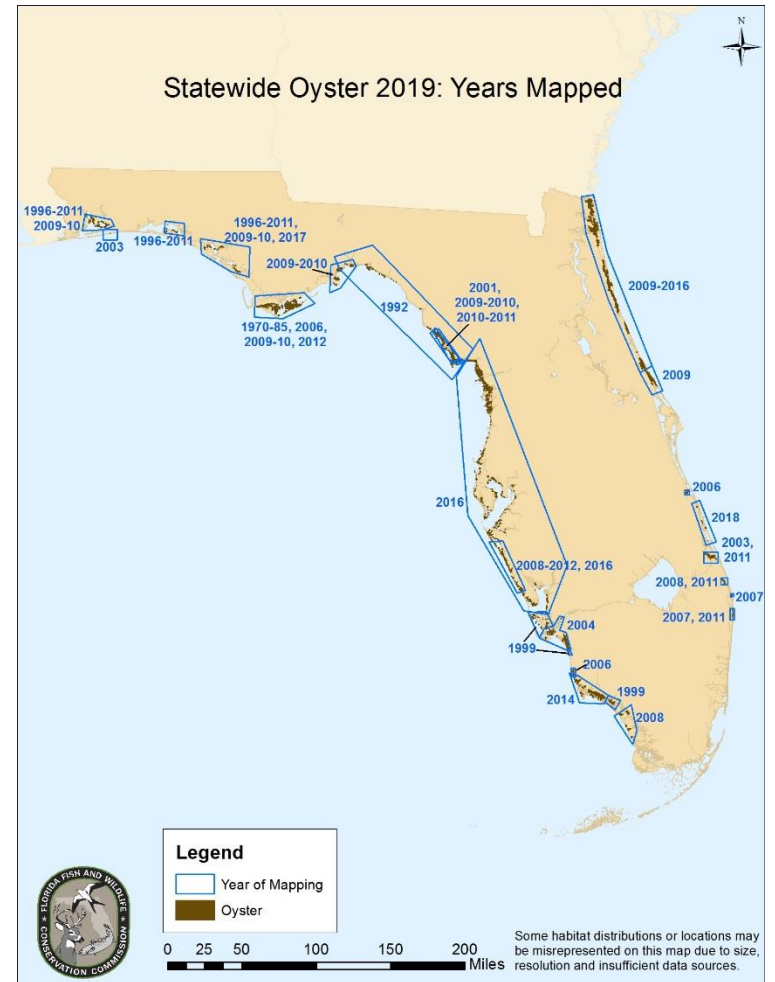 N
Statewide Oyster 2019: Years Mapped
1996-2011
2009-10
2003
1996-2011
1996-2011,
2009-10, 2017
2009-2010
1970-85, 2006,
2009-10, 2012
1992
2001,
2009-2010,
2010-2011
2009-2016
2009
2006
2018
2003,
2011
2008, 2011
2007
2007, 2011
2016
2008-2012, 2016
2004
1999
2006
2014
1999
2008
Legend
Year of Mapping
Oyster
FLORIDA FISH AND WILDLIFE
CONSERVATION COMMISSION
0 25 50 100 150 200
Miles
Some habitat distributions or locations may
be misrepresented on this map due to size,
resolution and insufficient data sources.